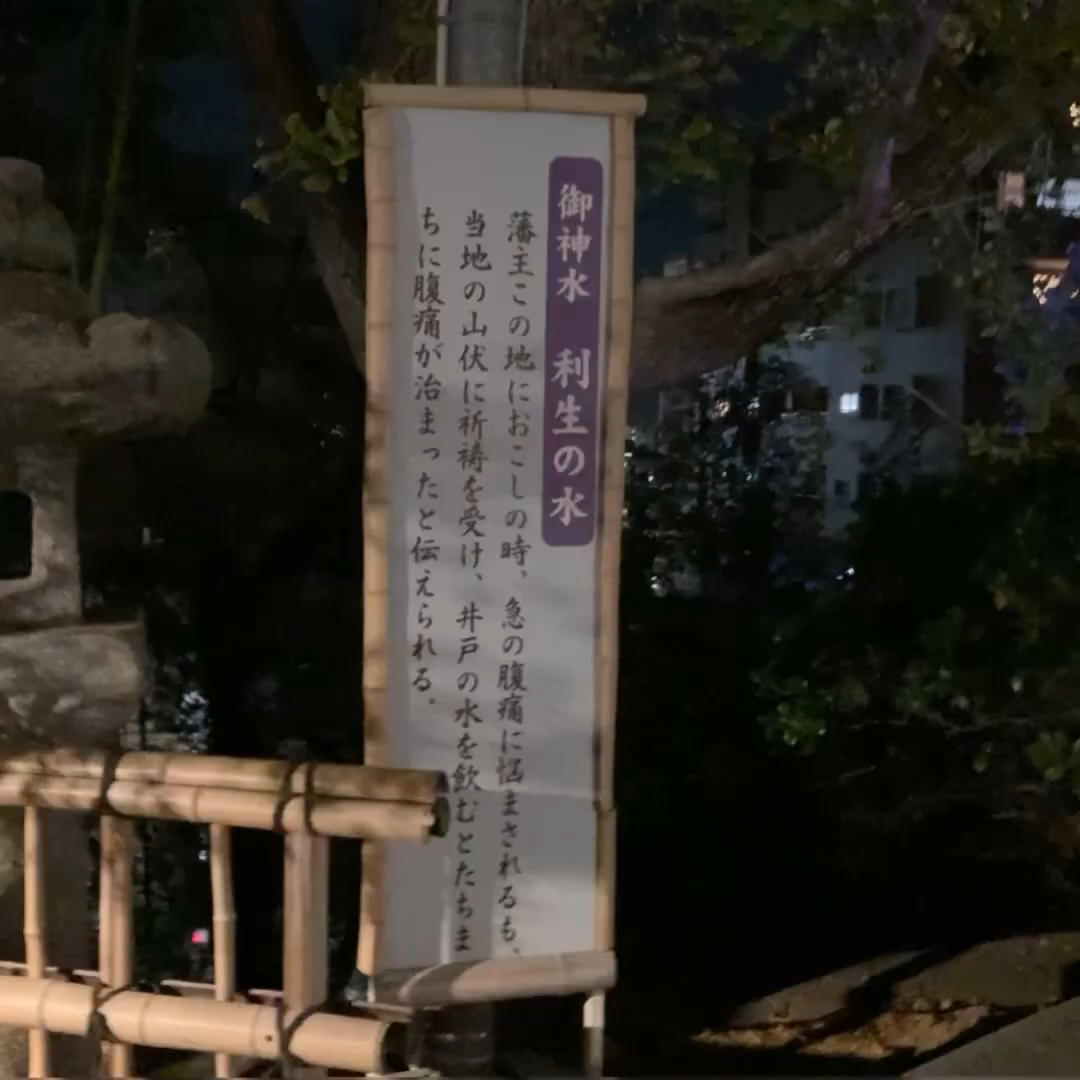 御神水 利生の水
藩主この地におこしの時、急の腹痛に悩まされるも、
当地の山伏に祈祷を受け、井戸の水を飲むとたちま
ちに腹痛が治まったと伝えられる。